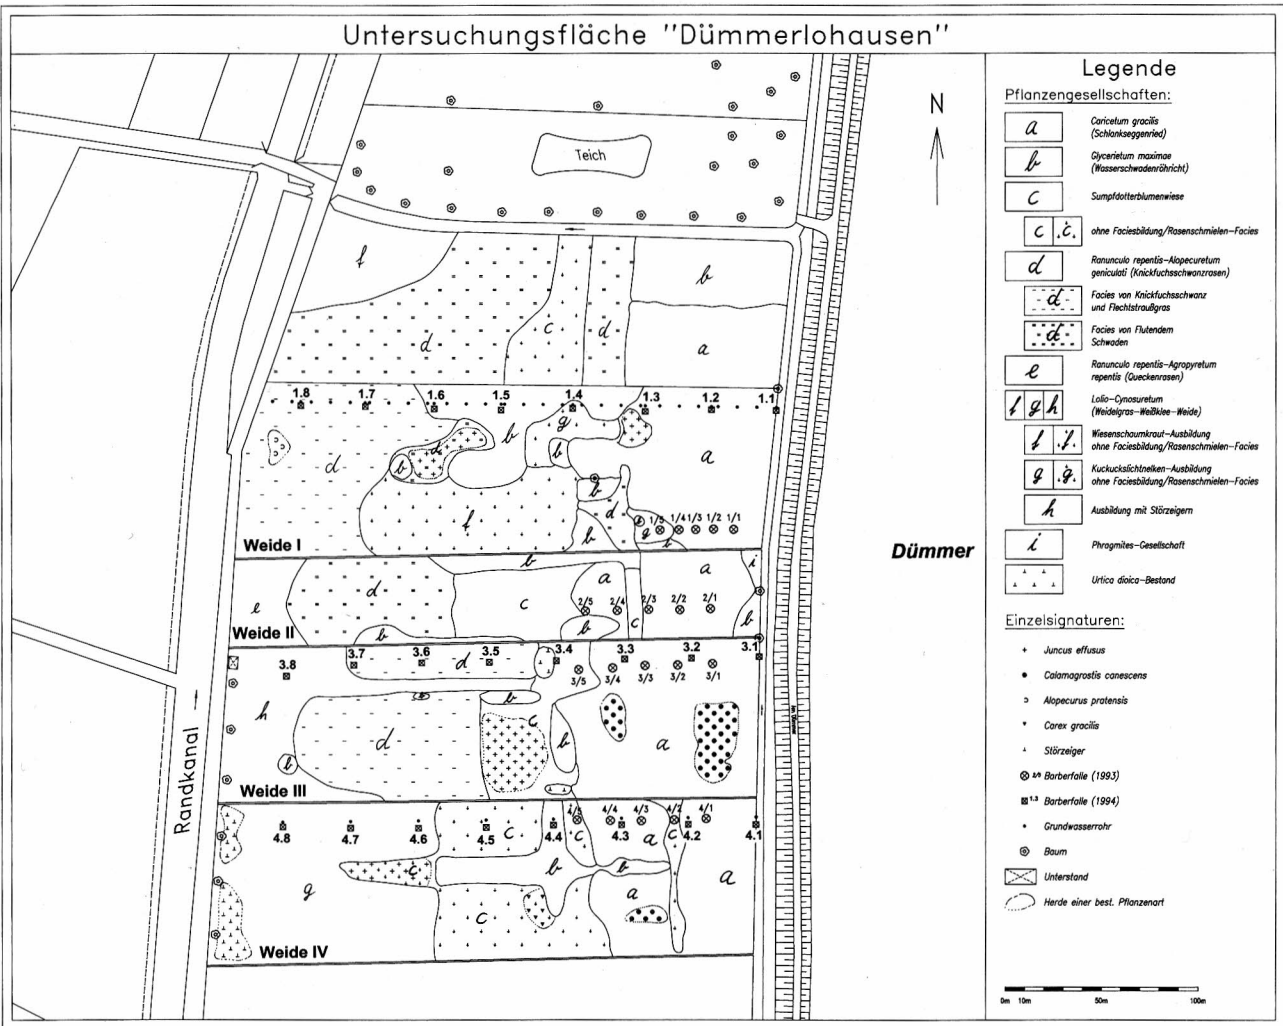 Untersuchungsfläche "Dümmerlohausen"
N
Teich
f
b
d
c
d
a
1.8 1.7 1.6 1.5 1.4 1.3 1.2 1.1
d
d
b
b
g
b
a
f
b
d
b
g
b
1/5 1/4 1/3 1/2 1/1
Weide I
Dümmer
b
e
d
c
a
a
i
2/5 2/4 2/3 2/2 2/1
b
b
c
b
Weide II
3.8 3.7 3.6 3.5 3.4 3.3 3.2 3.1
d
3/5 3/4 3/3 3/2 3/1
h
b
d
c
b
a
b
Weide III
Randkanal
4/5 4/4 4/3 4/2 4/1
4.8 4.7 4.6 4.5 4.4 4.3 4.2 4.1
c
c
a
c
c
b
b
g
a
a
c
Weide IV
Legende
Pflanzengesellschaften:
a Caricetum gracilis
(Schlankseggenried)
b Glycerietum maximae
(Wasserschwadenröhricht)
c Sumpfdotterblumenwiese
c c ohne Faciesbildung/Rasenschmielen-Facies
d Ranunculo repentis-Alopecuretum
geniculati (Knickfuchsschwanzrasen)
d Facies von Knickfuchsschwanz
und Flechtstraußgras
d Facies von Flutendem
Schwaden
e Ranunculo repentis-Agropyretum
repentis (Queckenrasen)
f g h Lolio-Cynosuretum
(Weidelgras-Weißklee-Weide)
f f Wiesenschaumkraut-Ausbildung
ohne Faciesbildung/Rasenschmielen-Facies
g g Kuckuckslichtnelken-Ausbildung
ohne Faciesbildung/Rasenschmielen-Facies
h Ausbildung mit Störzeigern
i Phragmites-Gesellschaft
Urtica dioica-Bestand
Einzelsignaturen:
Juncus effusus
Calamagrostis canescens
Alopecurus pratensis
Carex gracilis
Störzeiger
2/5 Barberfalle (1993)
1.3 Barberfalle (1994)
Grundwasserrohr
Baum
Unterstand
Herde einer best. Pflanzenart
0m 10m 50m 100m